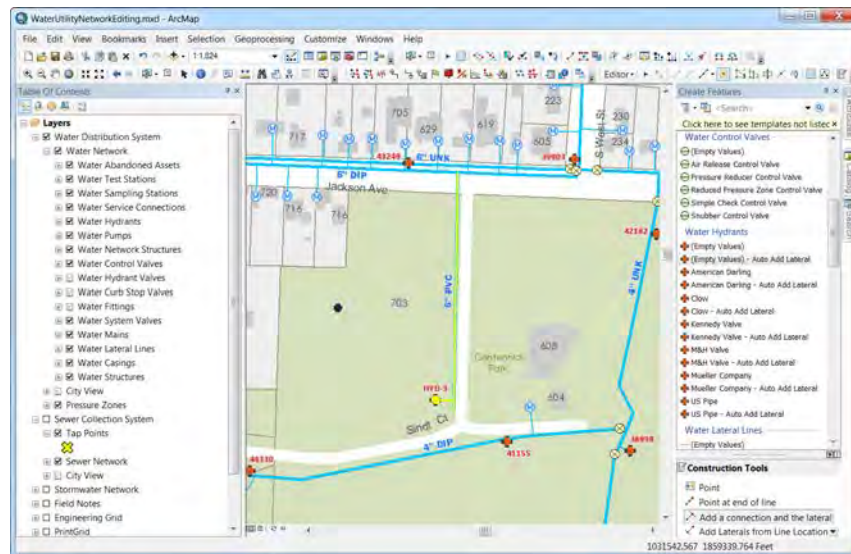 WaterUtilityNetworkEditing.mxd - ArcMap
File Edit View Bookmarks Insert Selection Geoprocessing Customize Windows Help
1:1,824
Editor
Table Of Contents
Layers
Water Distribution System
Water Network
Water Abandoned Assets
Water Test Stations
Water Sampling Stations
Water Service Connections
Water Hydrants
Water Pumps
Water Network Structures
Water Control Valves
Water Hydrant Valves
Water Curb Stop Valves
Water Fittings
Water System Valves
Water Mains
Water Lateral Lines
Water Casings
Water Structures
City View
Pressure Zones
Sewer Collection System
Tap Points
Sewer Network
City View
Stormwater Network
Field Notes
Engineering Grid
PrintGrid
223
705
629
619
230
717
605
234
S West St
6" UNK
6" DIP
Jackson Ave
720
716
716
42182
4" UNK
6" PVC
703
608
Park
HYD-5
604
Sindt Ct
4" DIP
41155
Create Features
<Search>
Click here to see templates not listed
Water Control Valves
(Empty Values)
Air Release Control Valve
Pressure Reducer Control Valve
Reduced Pressure Zone Control Valve
Simple Check Control Valve
Snubber Control Valve
Water Hydrants
(Empty Values)
(Empty Values) - Auto Add Lateral
American Darling
American Darling - Auto Add Lateral
Clow
Clow - Auto Add Lateral
Kennedy Valve
Kennedy Valve - Auto Add Lateral
M&H Valve
M&H Valve - Auto Add Lateral
Mueller Company
Mueller Company - Auto Add Lateral
US Pipe
US Pipe - Auto Add Lateral
Water Lateral Lines
(Empty Values)
Construction Tools
Point
Point at end of line
Add a connection and the lateral
Add Laterals from Line Location
Catalog
1031542.567 1859339.764 Feet